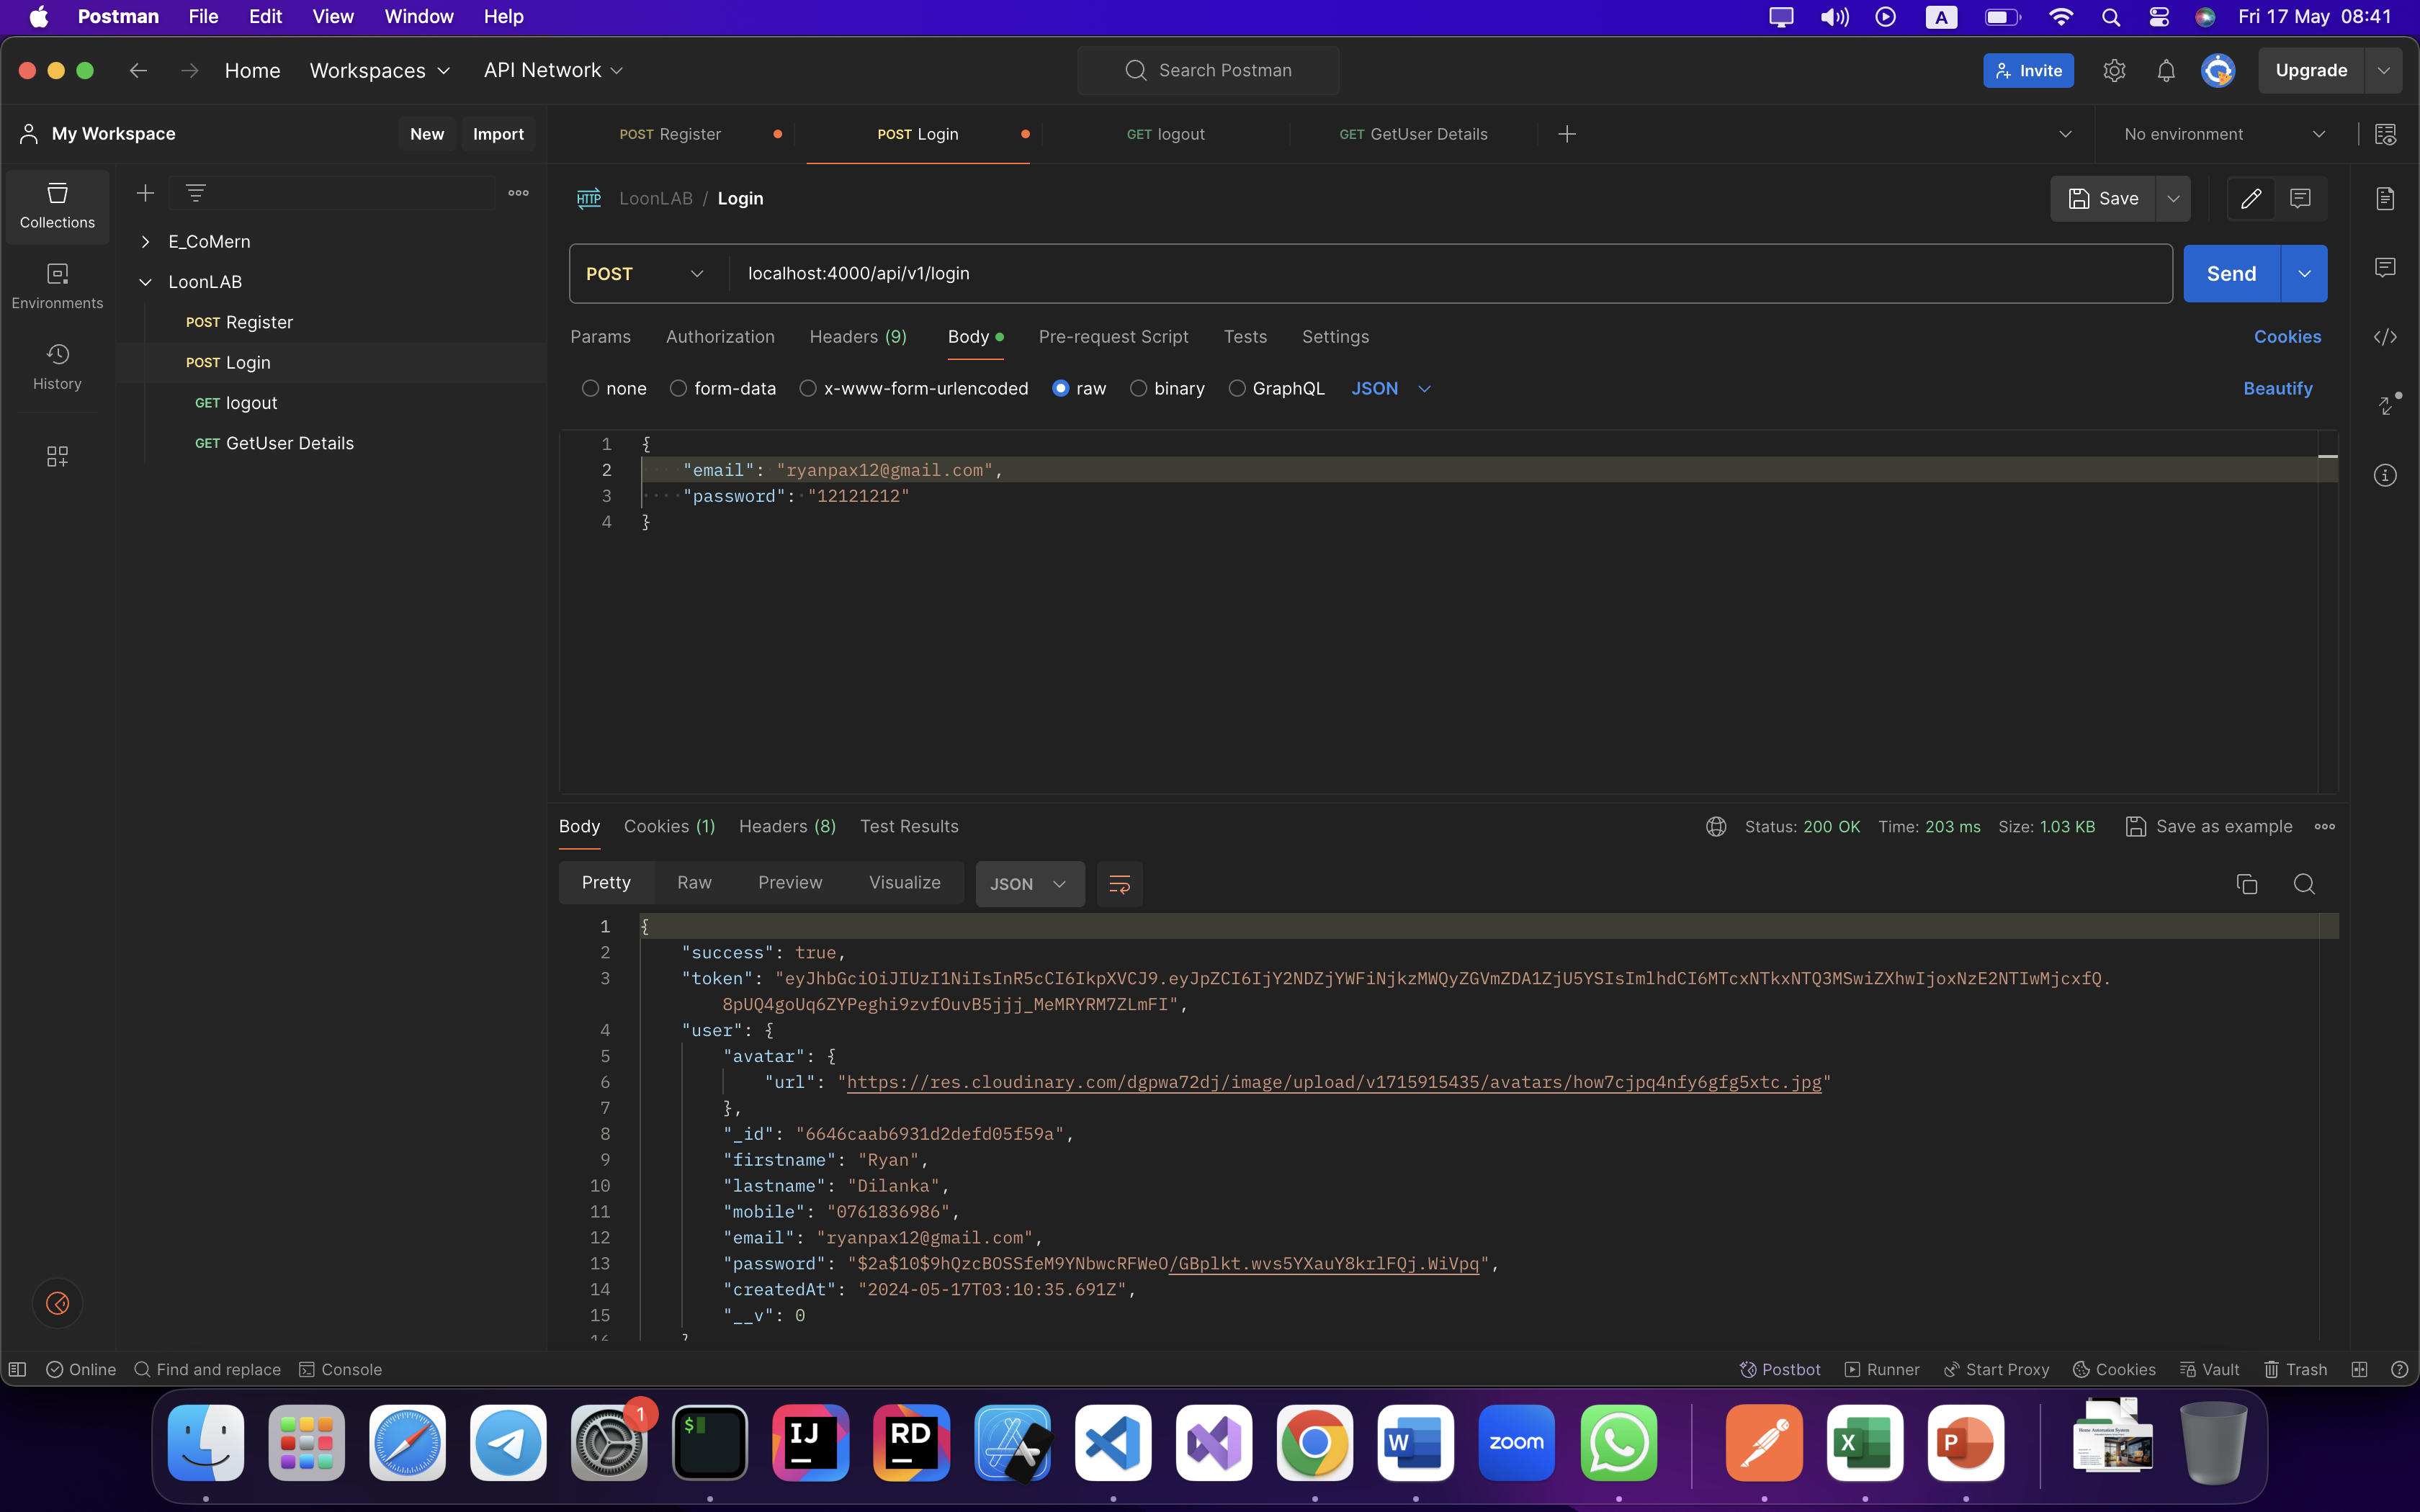 Postman File Edit View Window Help
A Fri 17 May 08:41
Home Workspaces API Network
Search Postman
Invite Upgrade
My Workspace New Import
POST Register POST Login GET logout GET GetUser Details
No environment
Collections
Environments
History
E_CoMern
LoonLAB
POST Register
POST Login
GET logout
GET GetUser Details
HTTP LoonLAB / Login
Save
POST localhost:4000/api/v1/login
Send
Params Authorization Headers (9) Body Pre-request Script Tests Settings Cookies
none form-data x-www-form-urlencoded raw binary GraphQL JSON Beautify
1 {
2 "email": "ryanpax12@gmail.com",
3 "password": "12121212"
4 }
Body Cookies (1) Headers (8) Test Results
Status: 200 OK Time: 203 ms Size: 1.03 KB Save as example
Pretty Raw Preview Visualize JSON
1 {
2 "success": true,
3 "token": "eyJhbGciOiJIUzI1NiIsInR5cCI6IkpXVCJ9.eyJpZCI6IjY2NDZjYWFiNjkzMWQyZGVmZDA1ZjU5YSIsImlhdCI6MTcxNTkxNTQ3MSwiZXhwIjoxNzE2NTIwMjcxfQ.
8pUQ4goUq6ZYPeghi9zvfOuvB5jjj_MeMRYRM7ZLmFI",
4 "user": {
5 "avatar": {
6 "url": "https://res.cloudinary.com/dgpwa72dj/image/upload/v1715915435/avatars/how7cjpq4nfy6gfg5xtc.jpg"
7 },
8 "_id": "6646caab6931d2defd05f59a",
9 "firstname": "Ryan",
10 "lastname": "Dilanka",
11 "mobile": "0761836986",
12 "email": "ryanpax12@gmail.com",
13 "password": "$2a$10$9hQzcBOSSfeM9YNbwcRFWeO/GBplkt.wvs5YXauY8krlFQj.WiVpq",
14 "createdAt": "2024-05-17T03:10:35.691Z",
15 "__v": 0
16 }
Online Find and replace Console
Postbot Runner Start Proxy Cookies Vault Trash
1
$ IJ RD W zoom X P